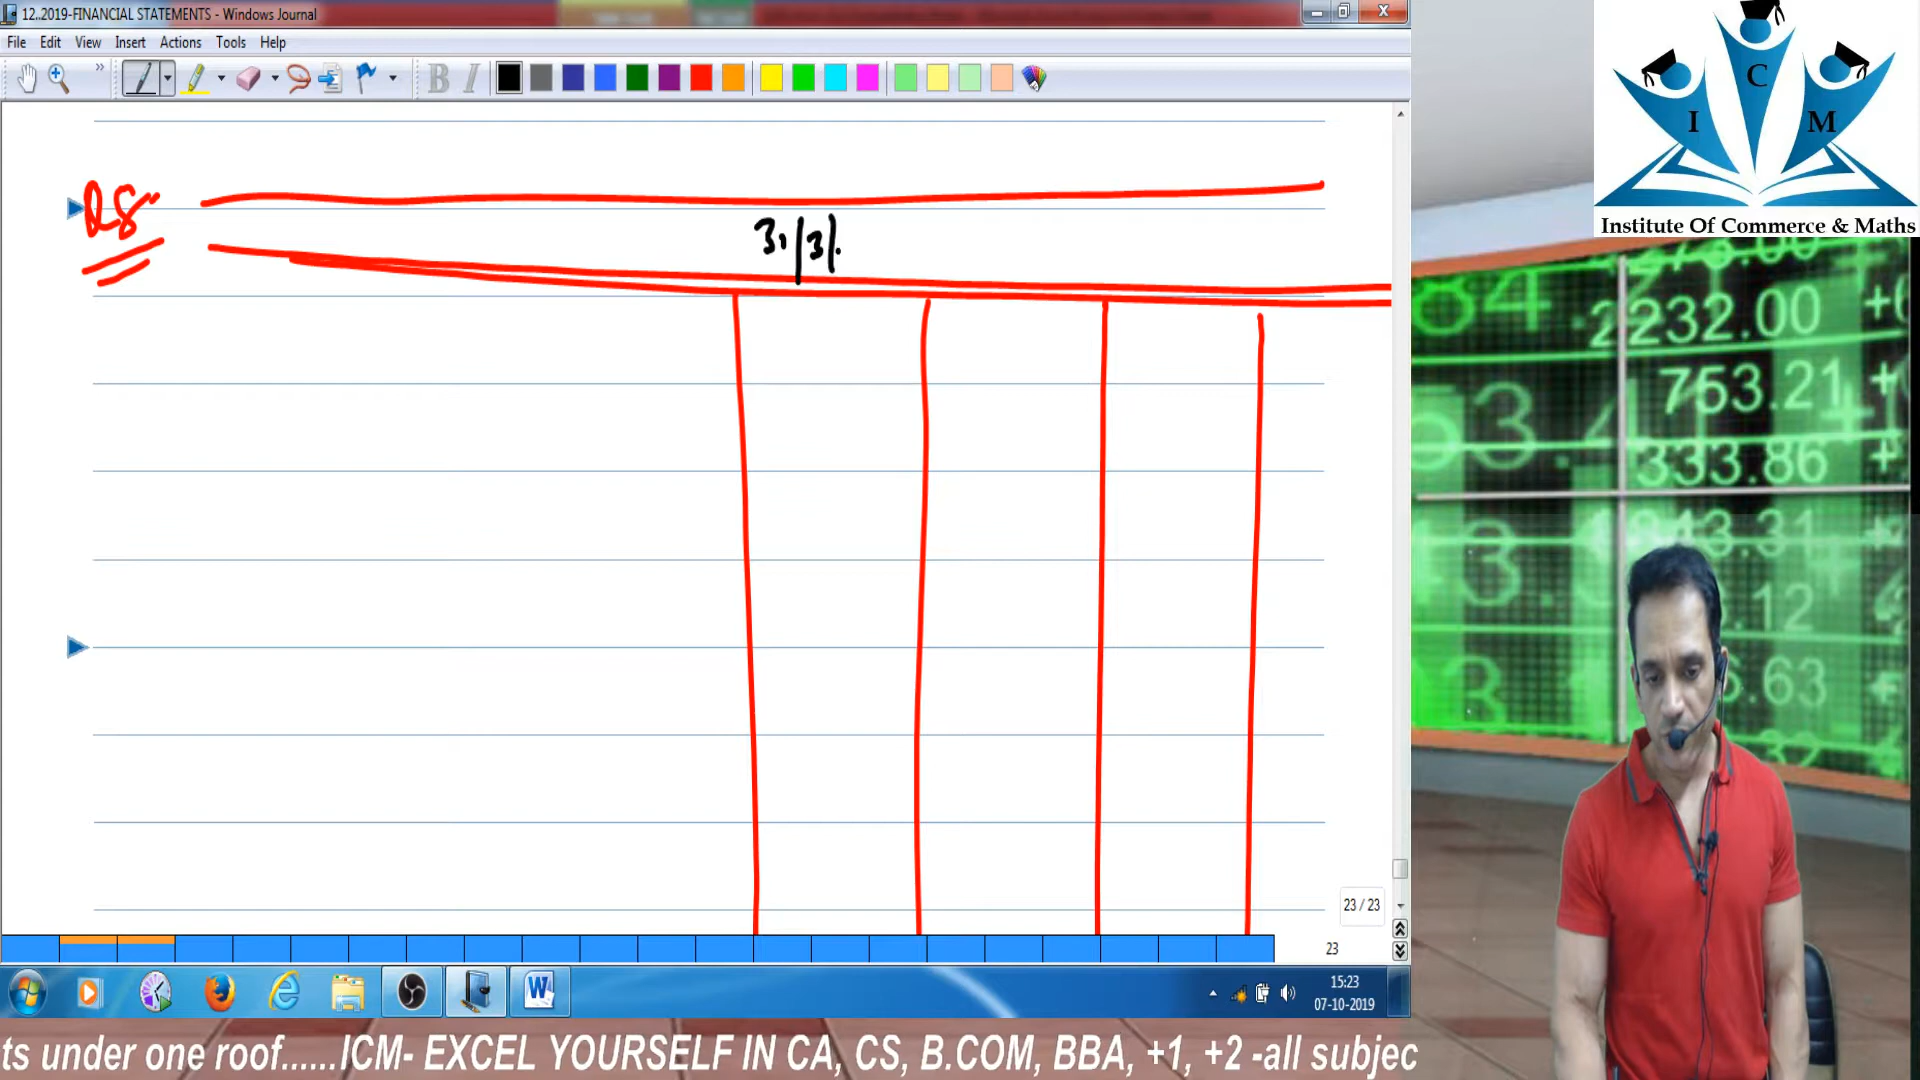 12..2019-FINANCIAL STATEMENTS - Windows Journal
File Edit View Insert Actions Tools Help
B I
I C M
Institute Of Commerce & Maths
Q8
31/3/.
2232.00
753.21
333.86
23 / 23
23
15:23
07-10-2019
ts under one roof......ICM- EXCEL YOURSELF IN CA, CS, B.COM, BBA, +1, +2 -all subjec